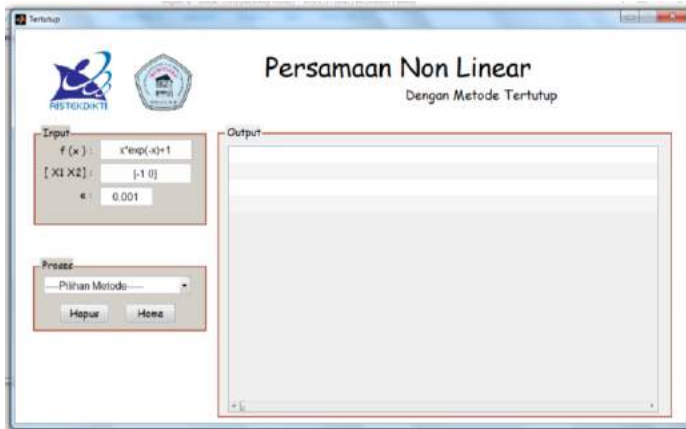 Tertutup
Persamaan Non Linear
Dengan Metode Tertutup
RISTEKDIKTI
Input
f (x) :
x*exp(-x)+1
[ X1 X2] :
[-1 0]
є :
0.001
Output
Proses
----Pilihan Metode-----
Hapus
Home